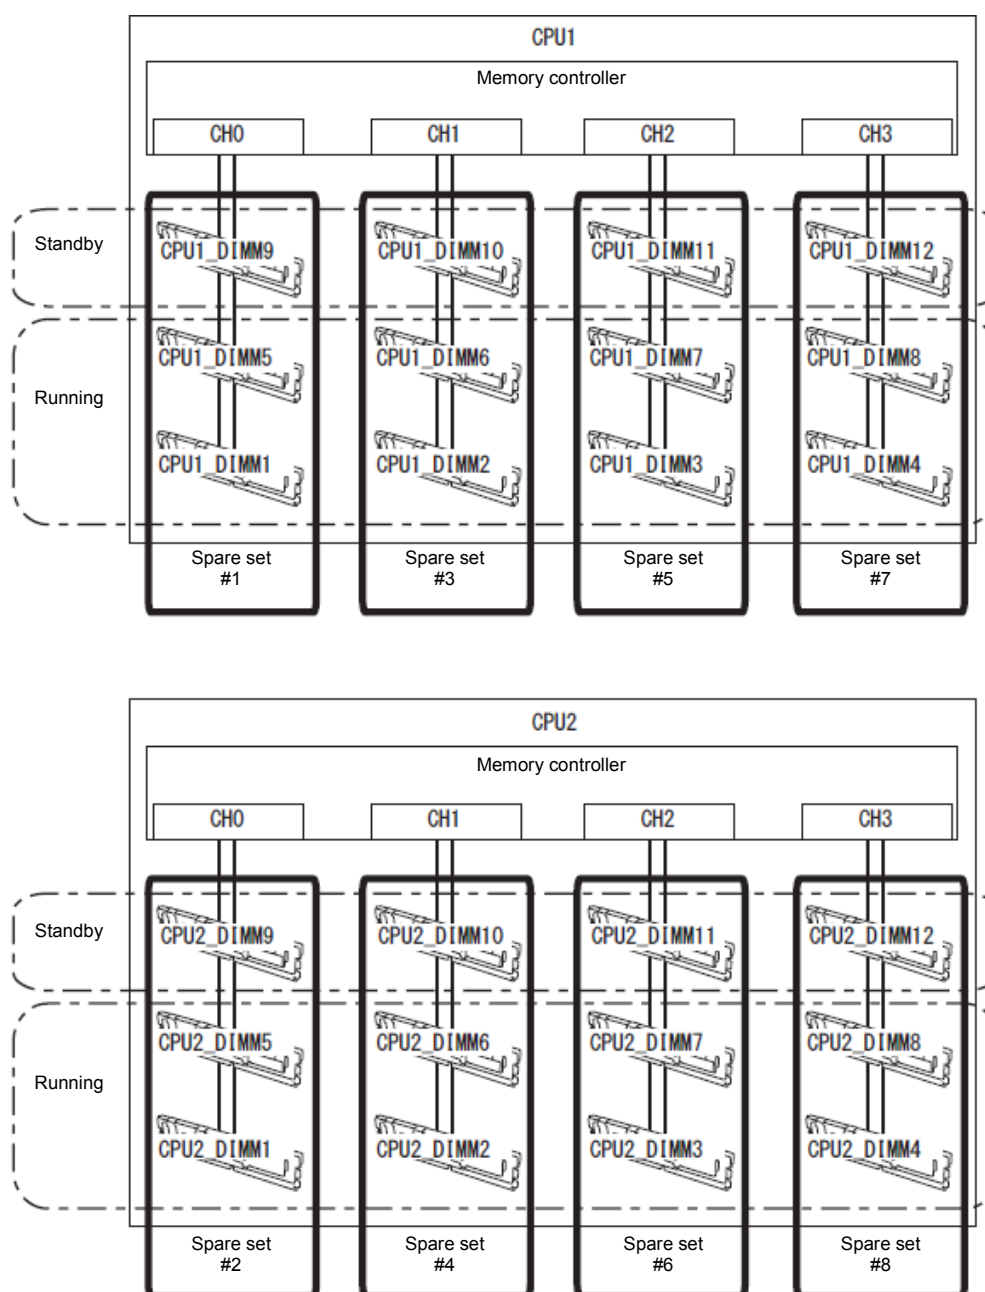 CPU1
Memory controller
CH0 CH1 CH2 CH3
Standby
CPU1_DIMM9 CPU1_DIMM10 CPU1_DIMM11 CPU1_DIMM12
CPU1_DIMM5 CPU1_DIMM6 CPU1_DIMM7 CPU1_DIMM8
Running
CPU1_DIMM1 CPU1_DIMM2 CPU1_DIMM3 CPU1_DIMM4
Spare set Spare set Spare set Spare set
#1 #3 #5 #7
CPU2
Memory controller
CH0 CH1 CH2 CH3
Standby
CPU2_DIMM9 CPU2_DIMM10 CPU2_DIMM11 CPU2_DIMM12
CPU2_DIMM5 CPU2_DIMM6 CPU2_DIMM7 CPU2_DIMM8
Running
CPU2_DIMM1 CPU2_DIMM2 CPU2_DIMM3 CPU2_DIMM4
Spare set Spare set Spare set Spare set
#2 #4 #6 #8